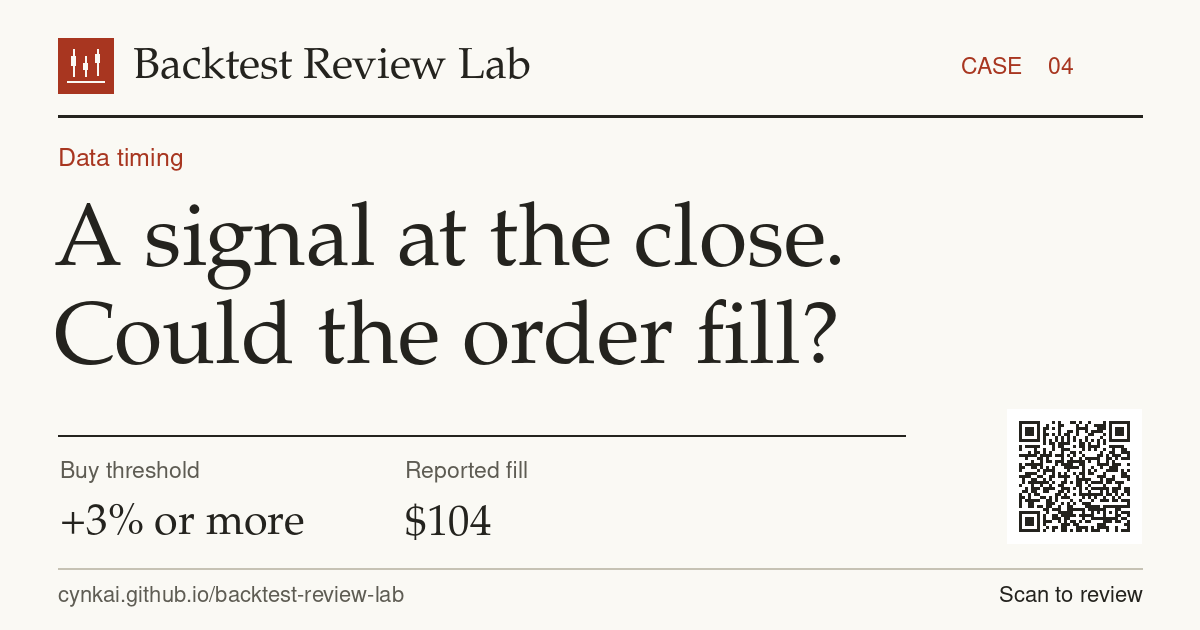 Backtest Review Lab
CASE 04
Data timing
A signal at the close.
Could the order fill?
Buy threshold
Reported fill
+3% or more
$104
cynkai.github.io/backtest-review-lab
Scan to review